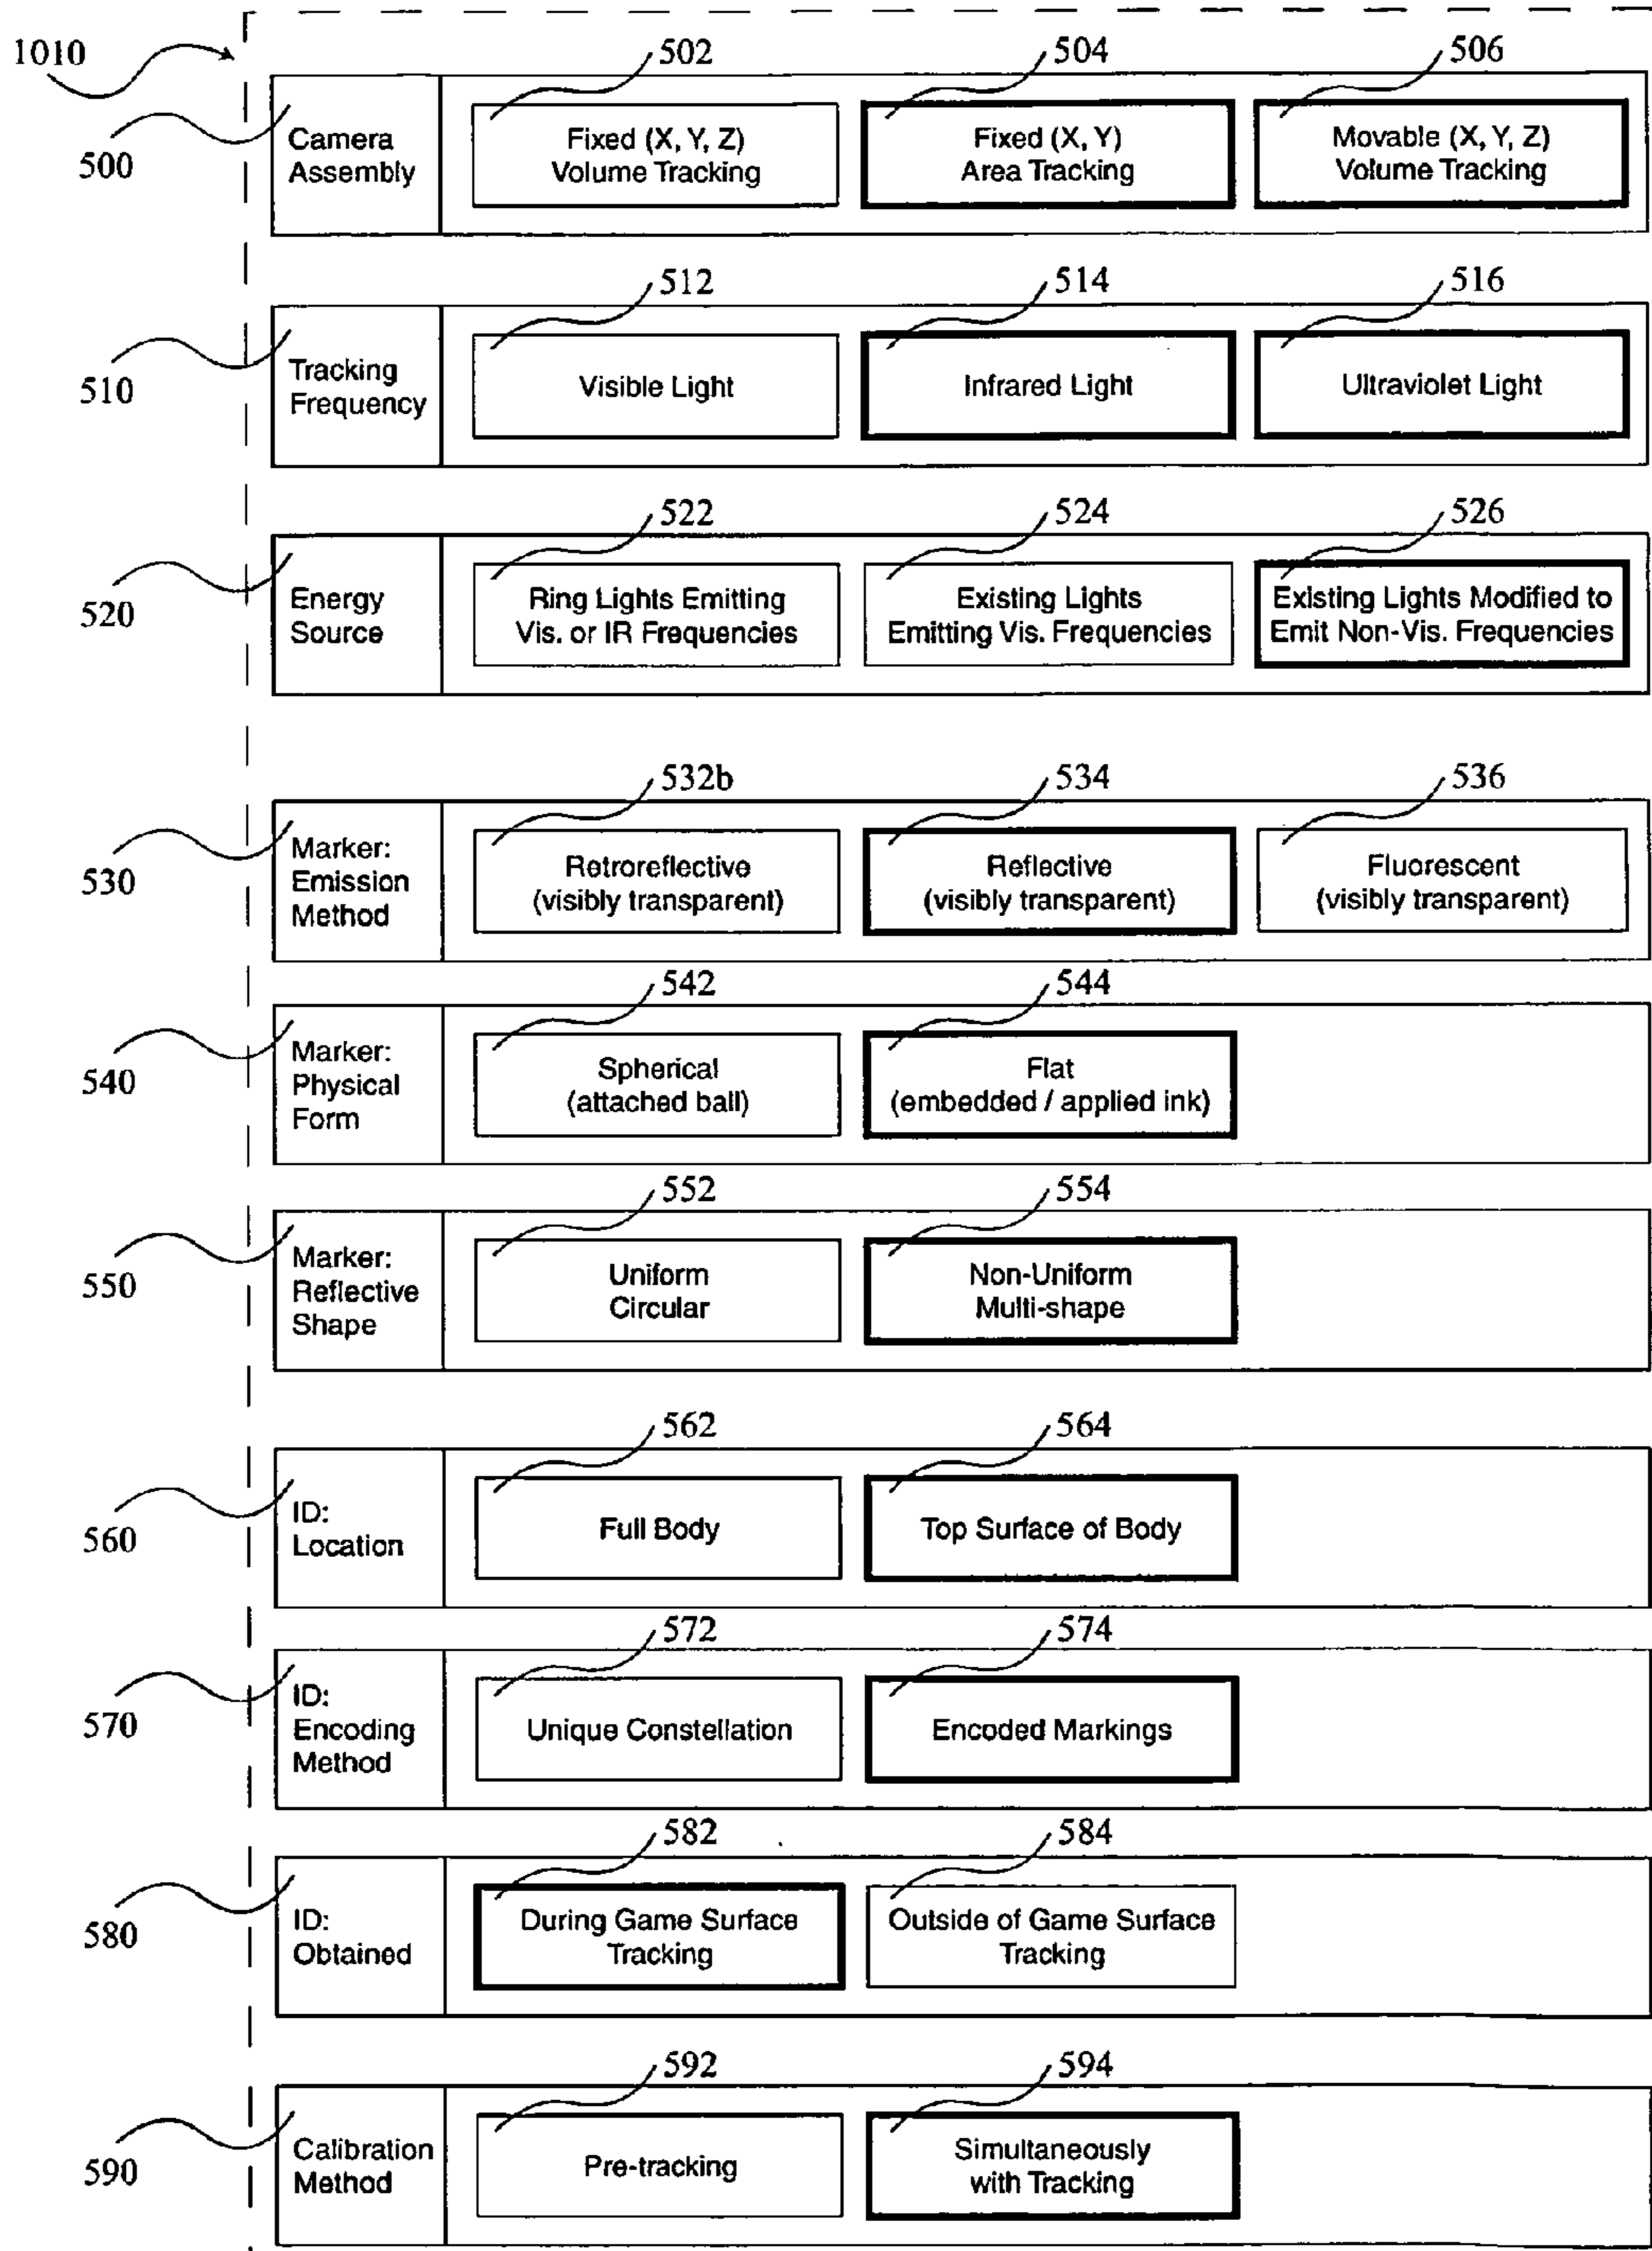 1010
502
504
506
500
Camera
Assembly
Fixed (X, Y, Z)
Volume Tracking
Fixed (X, Y)
Area Tracking
Movable (X, Y, Z)
Volume Tracking
512
514
516
510
Tracking
Frequency
Visible Light
Infrared Light
Ultraviolet Light
522
524
526
520
Energy
Source
Ring Lights Emitting
Vis. or IR Frequencies
Existing Lights
Emitting Vis. Frequencies
Existing Lights Modified to
Emit Non-Vis. Frequencies
532b
534
536
530
Marker:
Emission
Method
Retroreflective
(visibly transparent)
Reflective
(visibly transparent)
Fluorescent
(visibly transparent)
542
544
540
Marker:
Physical
Form
Spherical
(attached ball)
Flat
(embedded / applied ink)
552
554
550
Marker:
Reflective
Shape
Uniform
Circular
Non-Uniform
Multi-shape
562
564
560
ID:
Location
Full Body
Top Surface of Body
572
574
570
ID:
Encoding
Method
Unique Constellation
Encoded Markings
582
584
580
ID:
Obtained
During Game Surface
Tracking
Outside of Game Surface
Tracking
592
594
590
Calibration
Method
Pre-tracking
Simultaneously
with Tracking